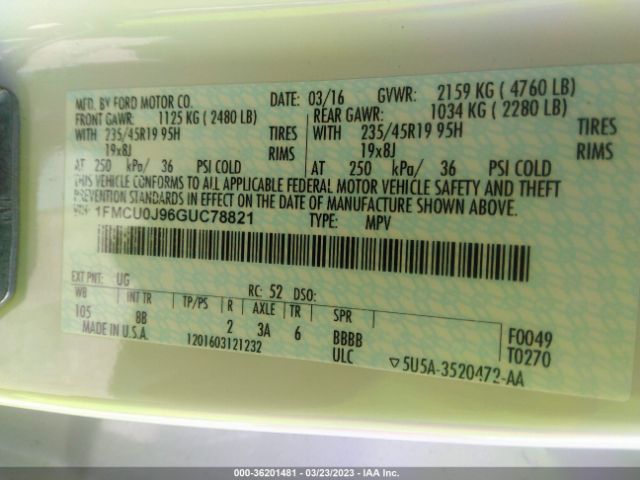 MFD. BY FORD MOTOR CO. DATE: 03/16 GVWR: 2159 KG ( 4760 LB)
FRONT GAWR: 1125 KG ( 2480 LB) REAR GAWR: 1034 KG ( 2280 LB)
WITH 235/45R19 95H TIRES WITH 235/45R19 95H TIRES
19x8J RIMS 19x8J RIMS
AT 250 kPa/ 36 PSI COLD AT 250 kPa/ 36 PSI COLD
THIS VEHICLE CONFORMS TO ALL APPLICABLE FEDERAL MOTOR VEHICLE SAFETY AND THEFT
PREVENTION STANDARDS IN EFFECT ON THE DATE OF MANUFACTURE SHOWN ABOVE.
VIN: 1FMCU0J96GUC78821 TYPE: MPV
EXT PNT: UG RC: 52 DSO:
WB INT TR TP/PS R AXLE TR SPR
105 8B 2 3A 6 BBBB F0049
MADE IN U.S.A. 1201603121232 ULC T0270
▽5U5A-3520472-AA
000-36201481 - 03/23/2023 - IAA Inc.